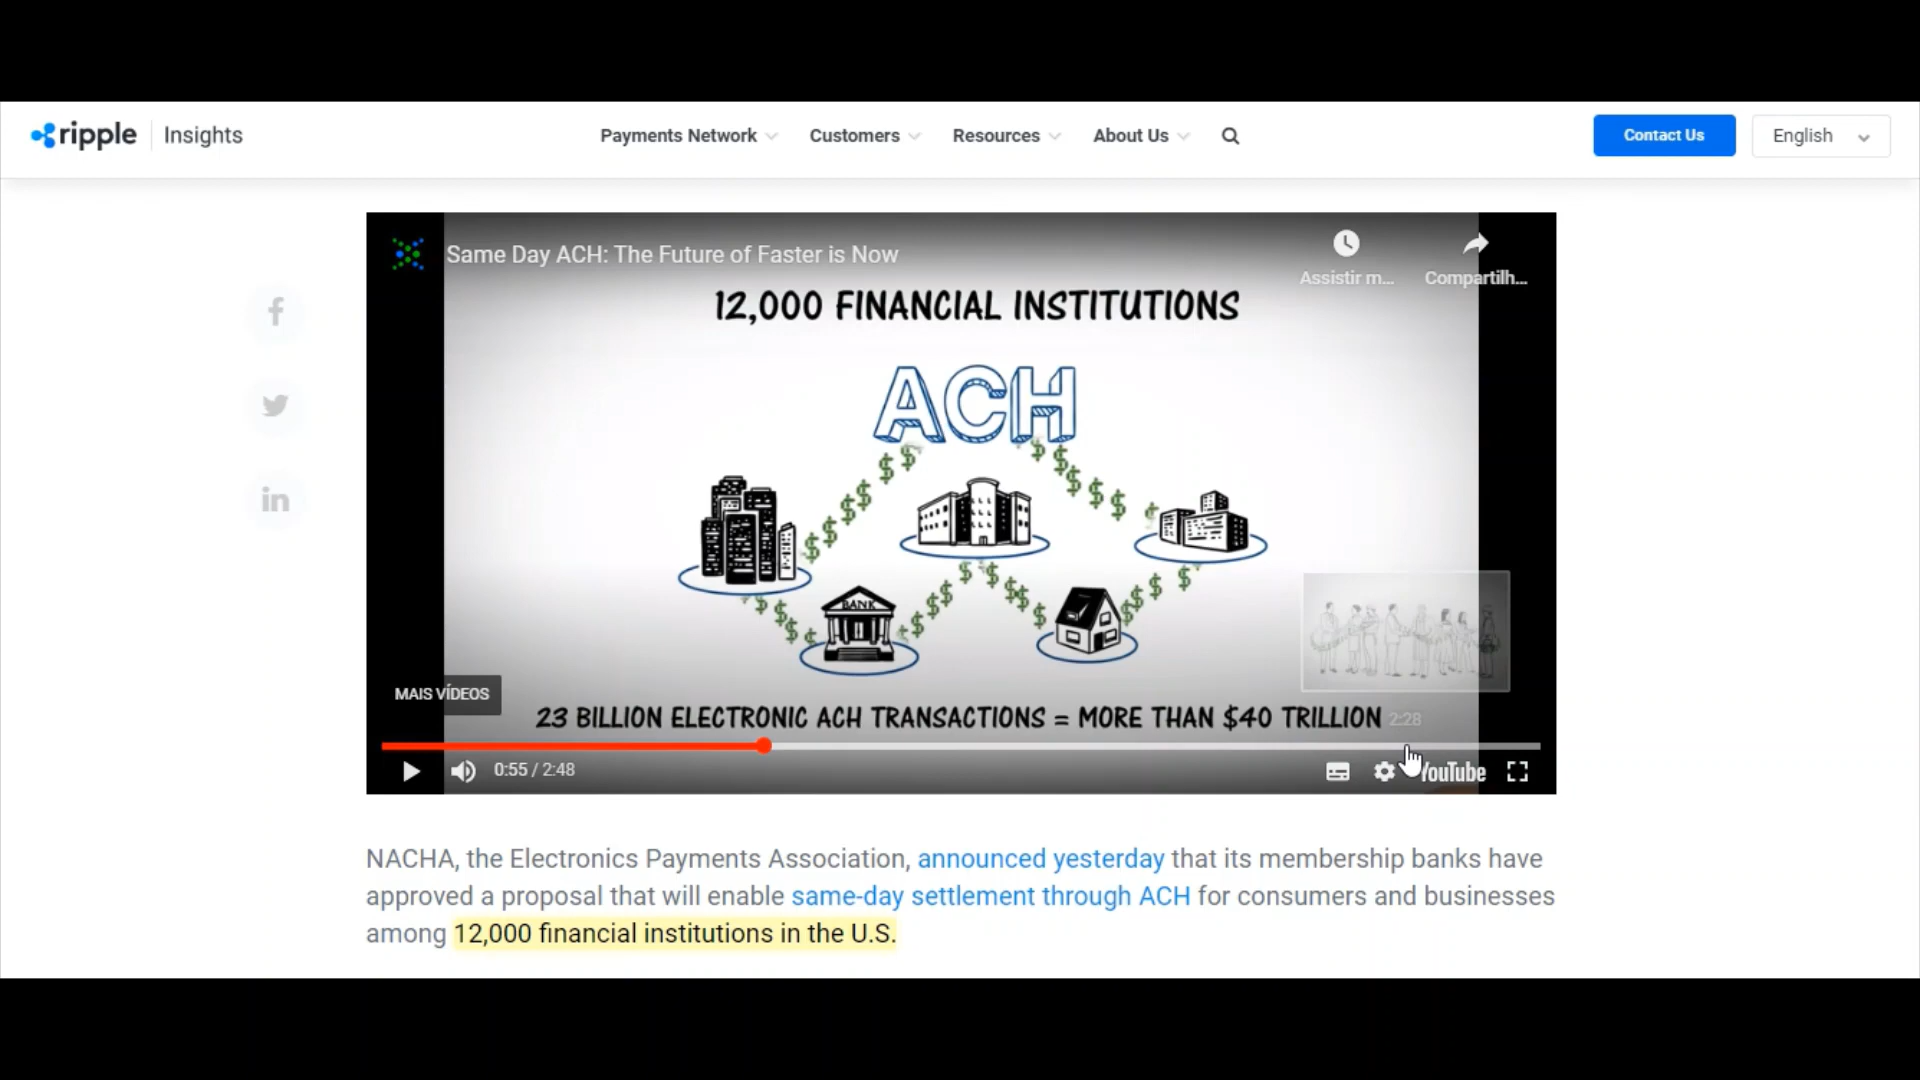 ripple Insights Payments Network Customers Resources About Us Contact Us English
Same Day ACH: The Future of Faster is Now
Assistir m... Compartilh...
12,000 FINANCIAL INSTITUTIONS
ACH
BANK
MAIS VÍDEOS
23 BILLION ELECTRONIC ACH TRANSACTIONS = MORE THAN $40 TRILLION
2:28
0:55 / 2:48
YouTube
NACHA, the Electronics Payments Association, announced yesterday that its membership banks have
approved a proposal that will enable same-day settlement through ACH for consumers and businesses
among 12,000 financial institutions in the U.S.